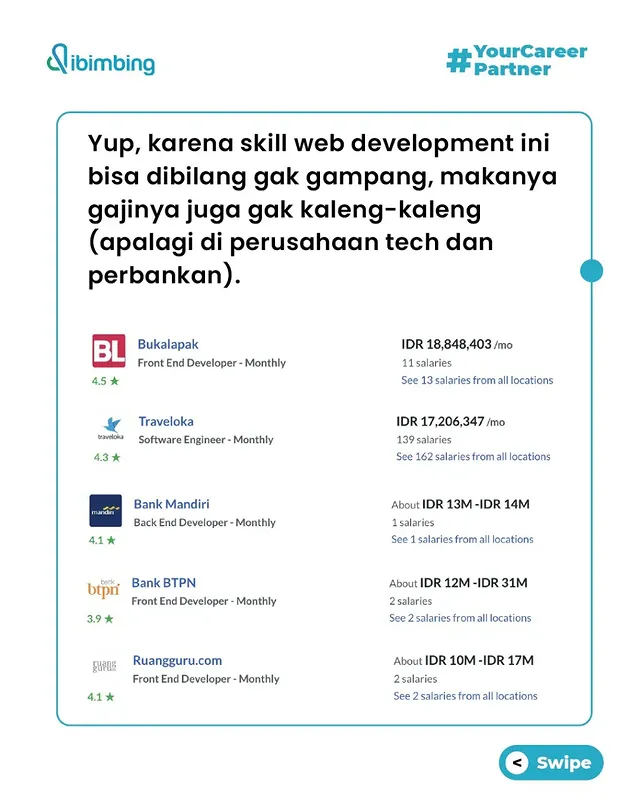 dibimbing
#YourCareer
Partner
Yup, karena skill web development ini
bisa dibilang gak gampang, makanya
gajinya juga gak kaleng-kaleng
(apalagi di perusahaan tech dan
perbankan).
BL
Bukalapak
IDR 18,848,403 /mo
Front End Developer - Monthly
11 salaries
4.5 ★
See 13 salaries from all locations
traveloka
Traveloka
IDR 17,206,347 /mo
Software Engineer - Monthly
139 salaries
4.3 ★
See 162 salaries from all locations
mandiri
Bank Mandiri
About IDR 13M -IDR 14M
Back End Developer - Monthly
1 salaries
4.1 ★
See 1 salaries from all locations
bank
btpn
Bank BTPN
About IDR 12M -IDR 31M
Front End Developer - Monthly
2 salaries
3.9 ★
See 2 salaries from all locations
ruang
guru
Ruangguru.com
About IDR 10M -IDR 17M
Front End Developer - Monthly
2 salaries
4.1 ★
See 2 salaries from all locations
< Swipe